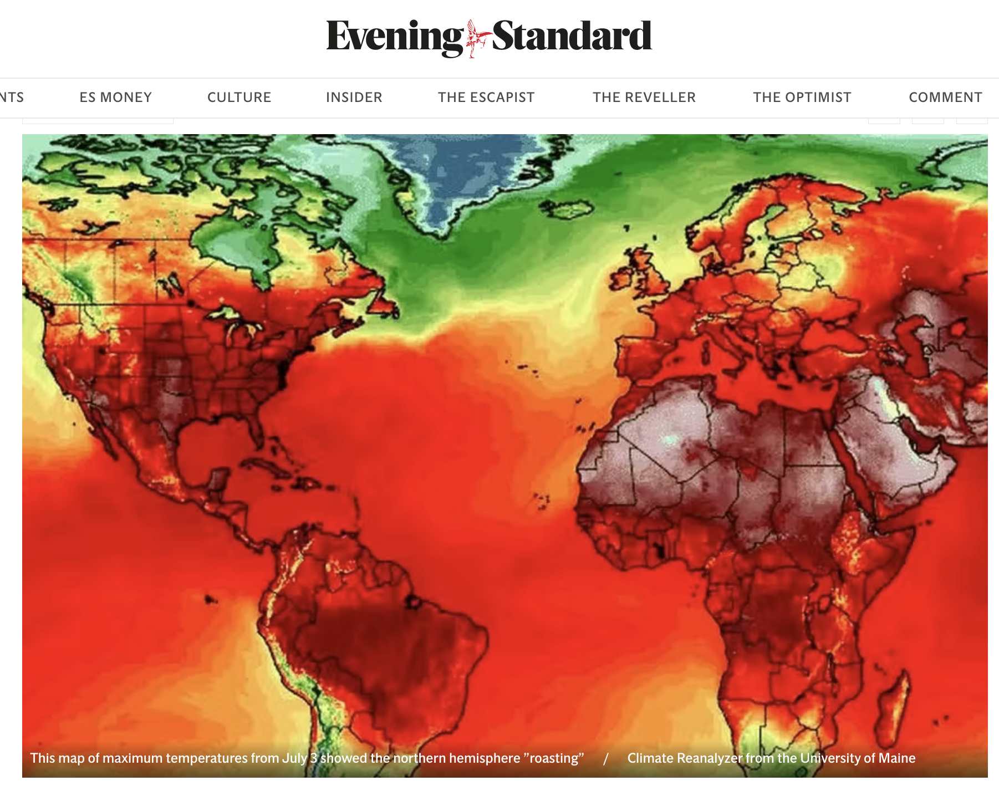 Evening Standard
NTS ES MONEY CULTURE INSIDER THE ESCAPIST THE REVELLER THE OPTIMIST COMMENT
This map of maximum temperatures from July 3 showed the northern hemisphere ”roasting” / Climate Reanalyzer from the University of Maine